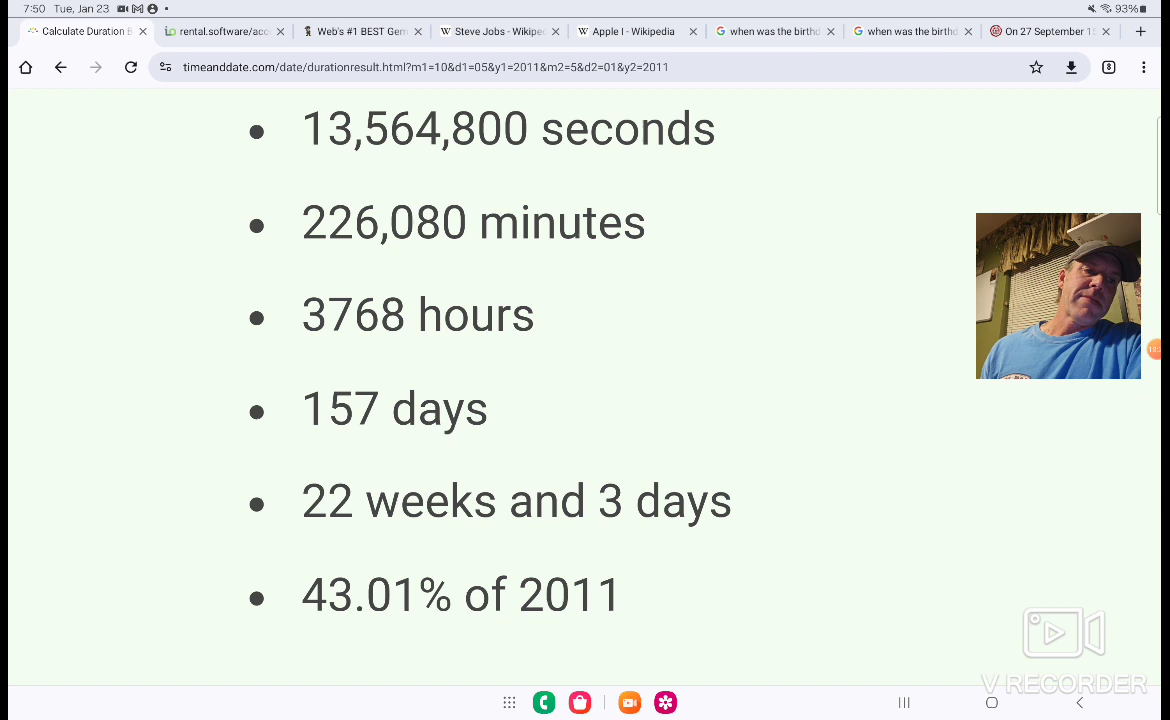 7:50 Tue, Jan 23 93%
Calculate Duration B
rental.software/acc
Web's #1 BEST Gem
Steve Jobs - Wikipe
Apple I - Wikipedia
when was the birthd
when was the birthd
On 27 September 1
timeanddate.com/date/durationresult.html?m1=10&d1=05&y1=2011&m2=5&d2=01&y2=2011
8
• 13,564,800 seconds
• 226,080 minutes
• 3768 hours
• 157 days
• 22 weeks and 3 days
• 43.01% of 2011
V RECORDER